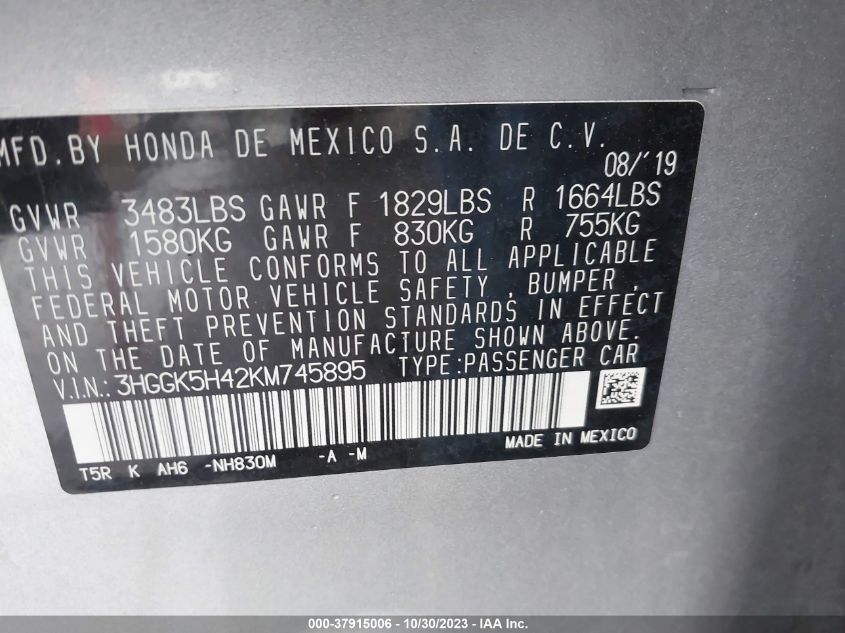 MFD.BY HONDA DE MEXICO S.A. DE C.V.
08/'19
GVWR 3483LBS GAWR F 1829LBS R 1664LBS
GVWR 1580KG GAWR F 830KG R 755KG
THIS VEHICLE CONFORMS TO ALL APPLICABLE
FEDERAL MOTOR VEHICLE SAFETY , BUMPER ,
AND THEFT PREVENTION STANDARDS IN EFFECT
ON THE DATE OF MANUFACTURE SHOWN ABOVE.
V.I.N.: 3HGGK5H42KM745895 TYPE:PASSENGER CAR
MADE IN MEXICO
T5R K AH6 -NH830M -A -M
000-37915006 - 10/30/2023 - IAA Inc.